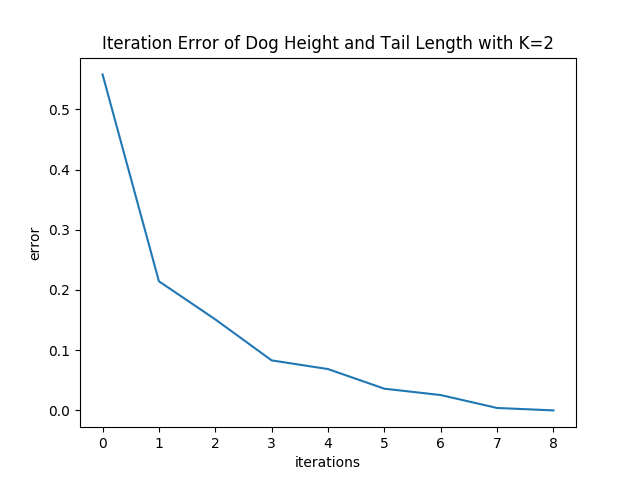 Iteration Error of Dog Height and Tail Length with K=2
0.5
0.4
0.3
0.2
0.1
0.0
error
0 1 2 3 4 5 6 7 8
iterations